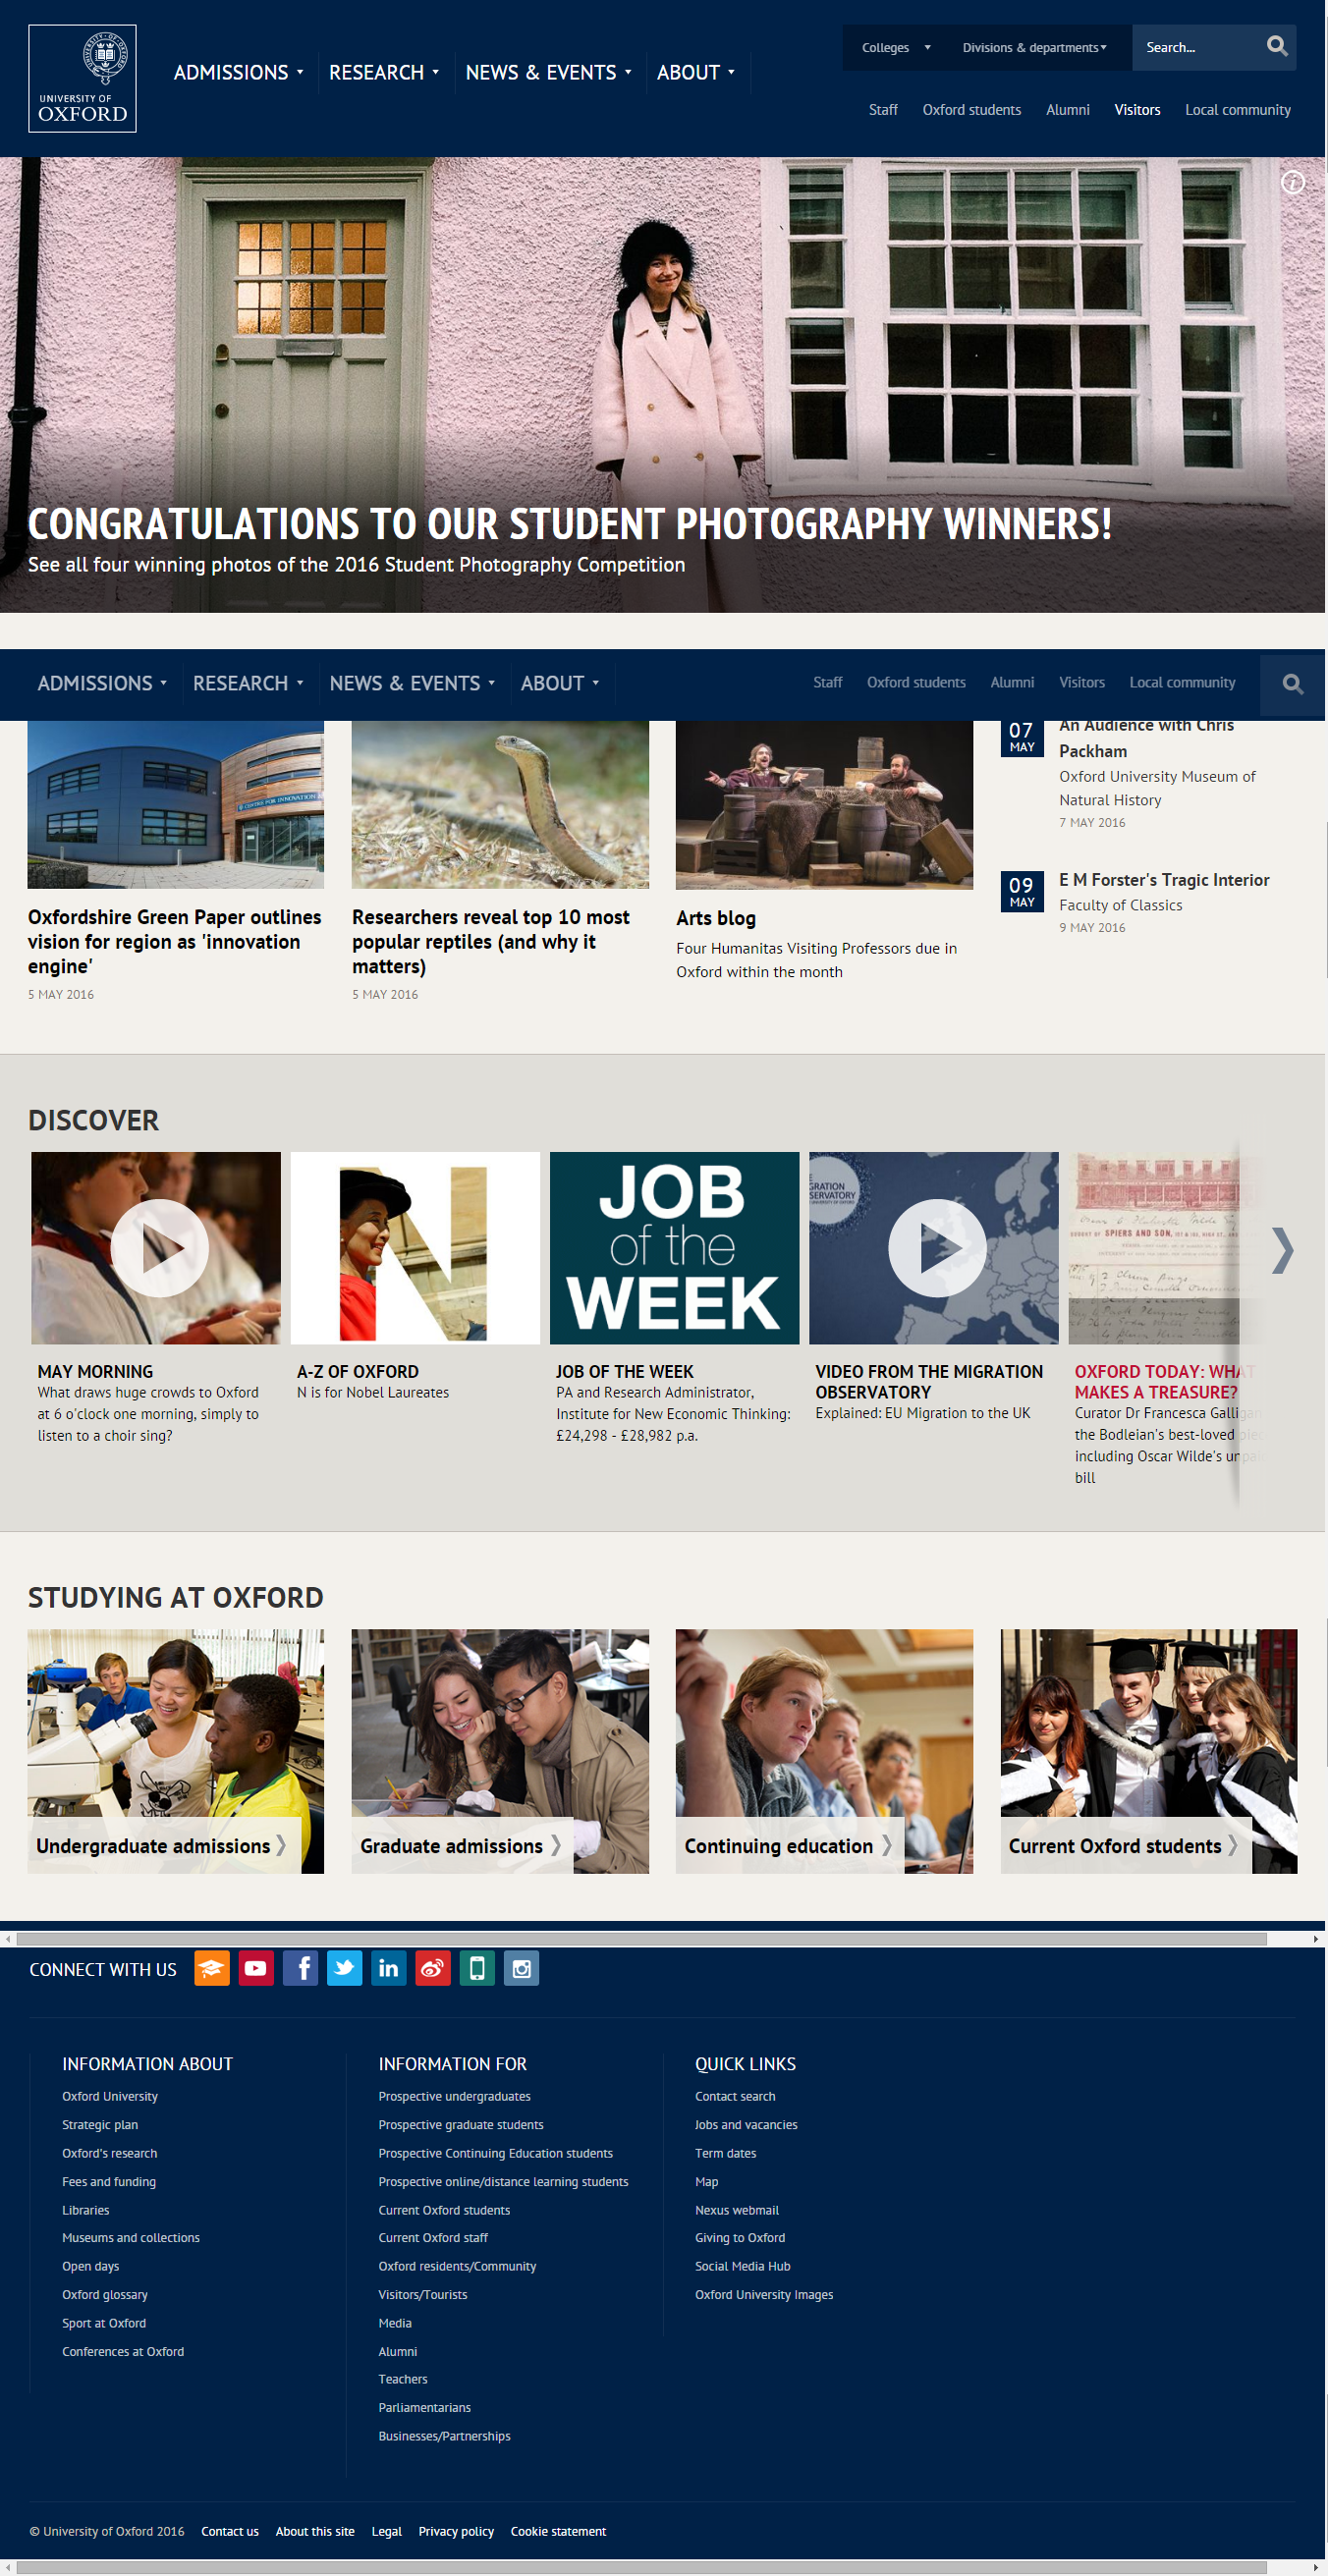 UNIVERSITY OF
OXFORD
ADMISSIONS
RESEARCH
NEWS & EVENTS
ABOUT
Colleges
Divisions & departments
Search...
Staff
Oxford students
Alumni
Visitors
Local community
CONGRATULATIONS TO OUR STUDENT PHOTOGRAPHY WINNERS!
See all four winning photos of the 2016 Student Photography Competition
ADMISSIONS
RESEARCH
NEWS & EVENTS
ABOUT
Staff
Oxford students
Alumni
Visitors
Local community
CENTRE FOR INNOVATION
Oxfordshire Green Paper outlines
vision for region as 'innovation
engine'
5 MAY 2016
Researchers reveal top 10 most
popular reptiles (and why it
matters)
5 MAY 2016
Arts blog
Four Humanitas Visiting Professors due in
Oxford within the month
07
MAY
An Audience with Chris
Packham
Oxford University Museum of
Natural History
7 MAY 2016
09
MAY
E M Forster's Tragic Interior
Faculty of Classics
9 MAY 2016
DISCOVER
MAY MORNING
What draws huge crowds to Oxford
at 6 o'clock one morning, simply to
listen to a choir sing?
N
A-Z OF OXFORD
N is for Nobel Laureates
JOB
of the
WEEK
JOB OF THE WEEK
PA and Research Administrator,
Institute for New Economic Thinking:
£24,298 - £28,982 p.a.
VIDEO FROM THE MIGRATION
OBSERVATORY
Explained: EU Migration to the UK
SPIERS AND SON,
OXFORD TODAY: WHAT
MAKES A TREASURE?
Curator Dr Francesca Galligan
the Bodleian's best-loved
including Oscar Wilde's
bill
STUDYING AT OXFORD
Undergraduate admissions
Graduate admissions
Continuing education
Current Oxford students
CONNECT WITH US
INFORMATION ABOUT
Oxford University
Strategic plan
Oxford's research
Fees and funding
Libraries
Museums and collections
Open days
Oxford glossary
Sport at Oxford
Conferences at Oxford
INFORMATION FOR
Prospective undergraduates
Prospective graduate students
Prospective Continuing Education students
Prospective online/distance learning students
Current Oxford students
Current Oxford staff
Oxford residents/Community
Visitors/Tourists
Media
Alumni
Teachers
Parliamentarians
Businesses/Partnerships
QUICK LINKS
Contact search
Jobs and vacancies
Term dates
Map
Nexus webmail
Giving to Oxford
Social Media Hub
Oxford University Images
© University of Oxford 2016
Contact us
About this site
Legal
Privacy policy
Cookie statement